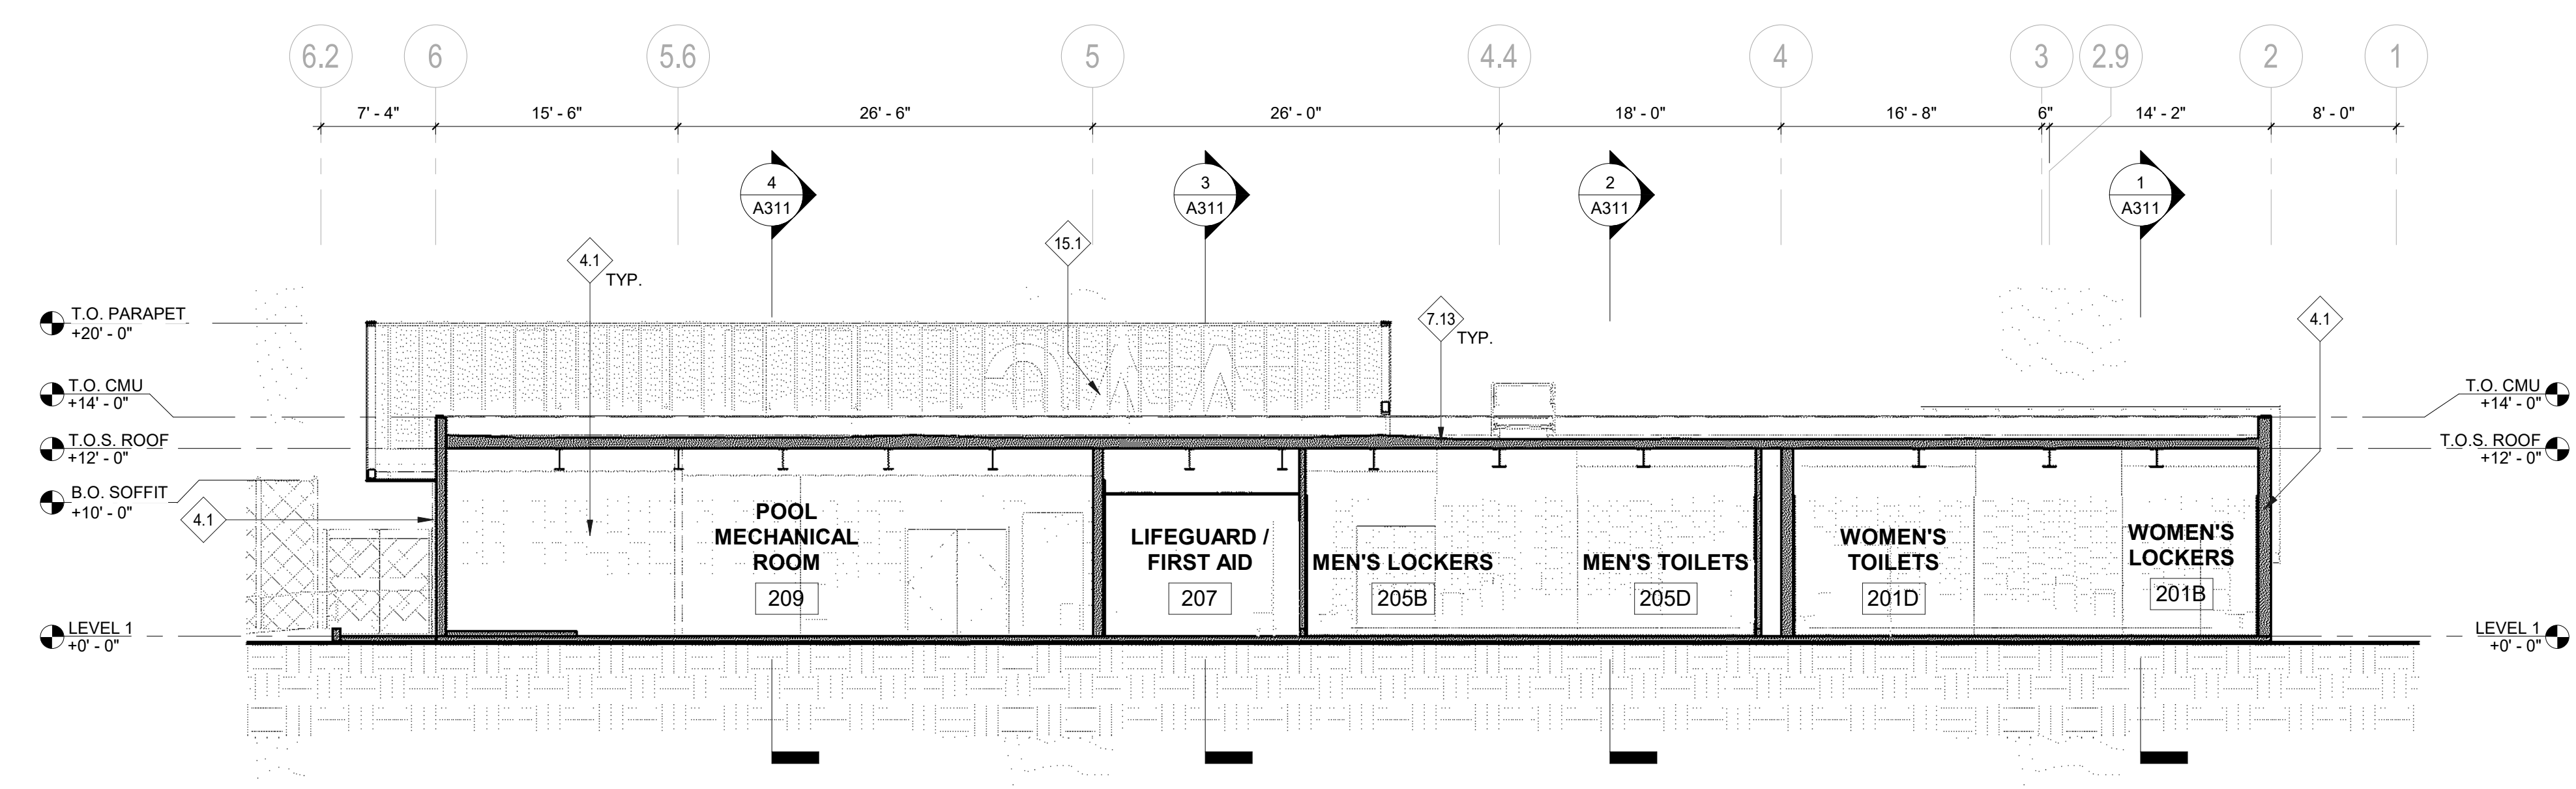 6.2 6 5.6 5 4.4 4 3 2.9 2 1
7' - 4" 15' - 6" 26' - 6" 26' - 0" 18' - 0" 16' - 8" 6" 14' - 2" 8' - 0"
4
A311
3
A311
2
A311
1
A311
15.1
4.1
TYP.
7.13
TYP.
4.1
T.O. PARAPET
+20' - 0"
T.O. CMU
+14' - 0"
T.O.S. ROOF
+12' - 0"
B.O. SOFFIT
+10' - 0"
4.1
LEVEL 1
+0' - 0"
POOL
MECHANICAL
ROOM
209
LIFEGUARD /
FIRST AID
207
MEN'S LOCKERS
205B
MEN'S TOILETS
205D
WOMEN'S
TOILETS
201D
WOMEN'S
LOCKERS
201B
T.O. CMU
+14' - 0"
T.O.S. ROOF
+12' - 0"
LEVEL 1
+0' - 0"